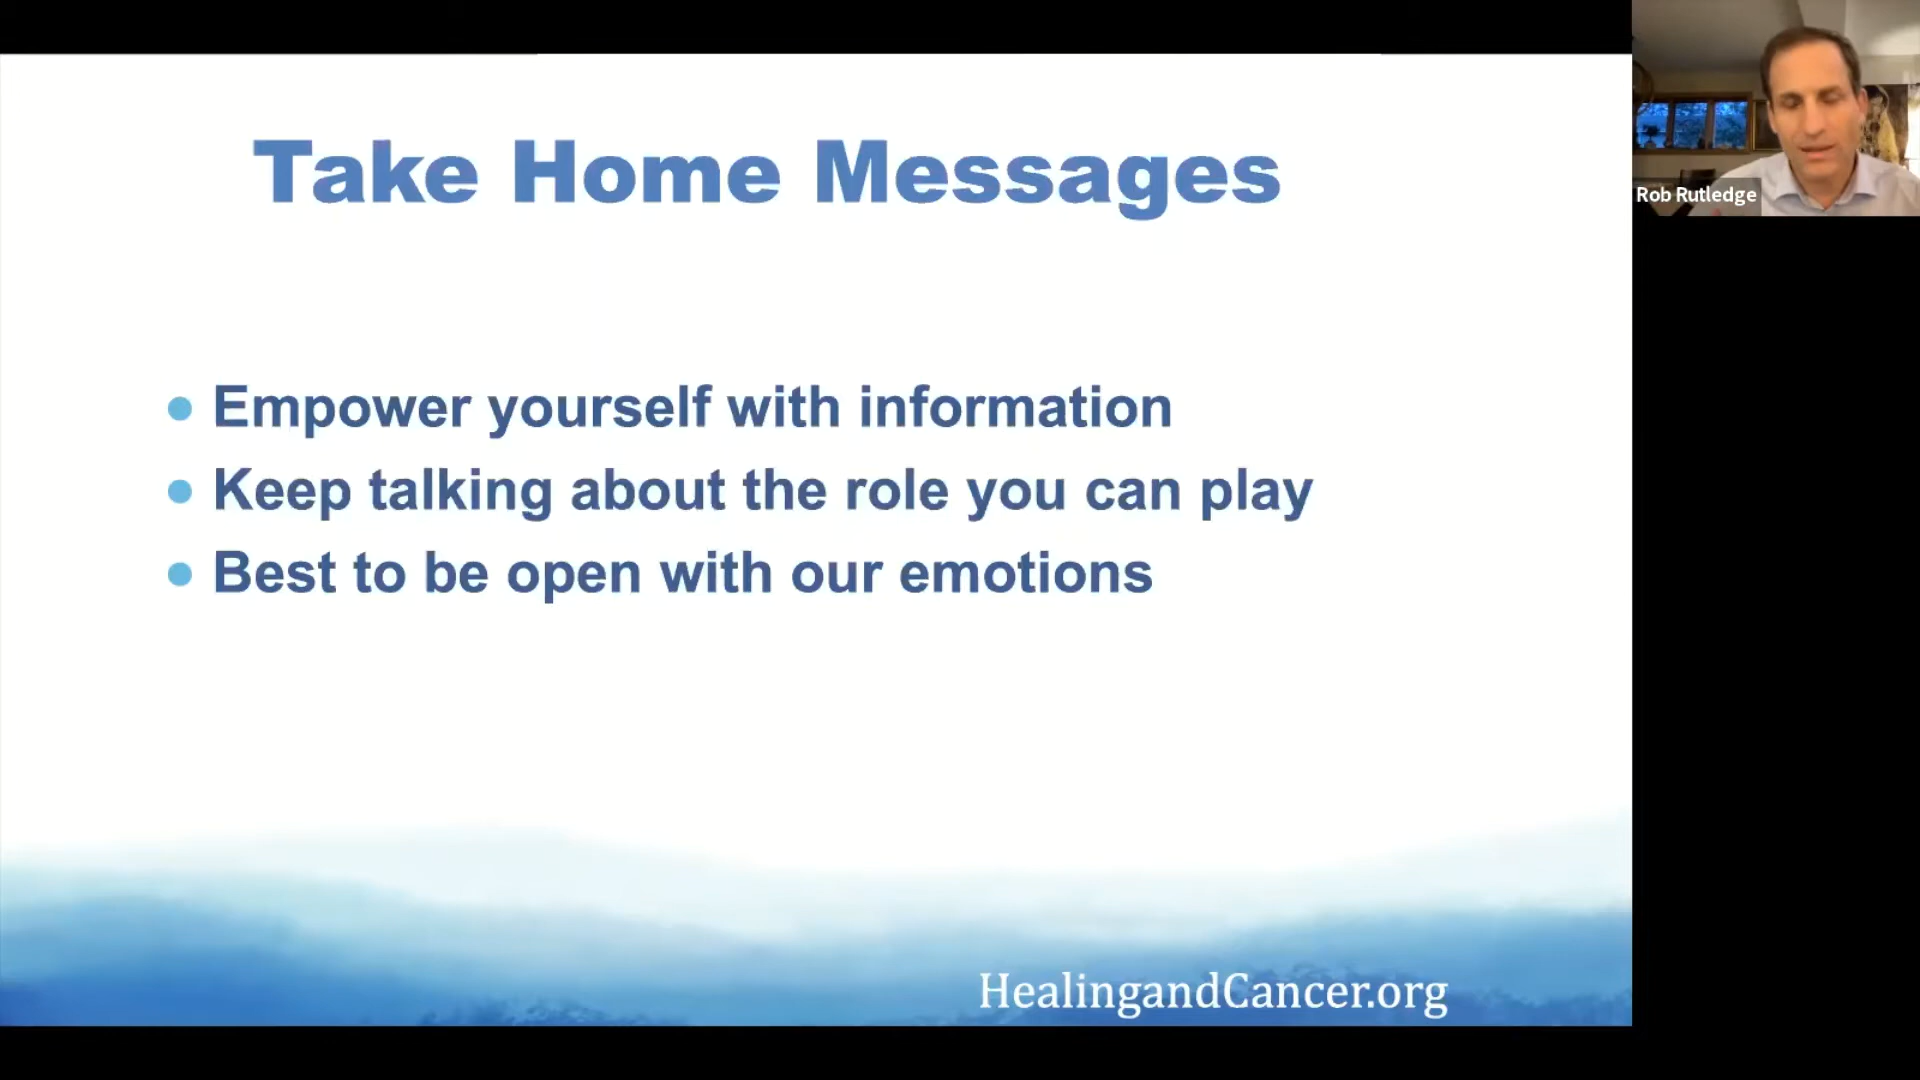 Take Home Messages
Rob Rutledge
Empower yourself with information
Keep talking about the role you can play
Best to be open with our emotions
HealingandCancer.org